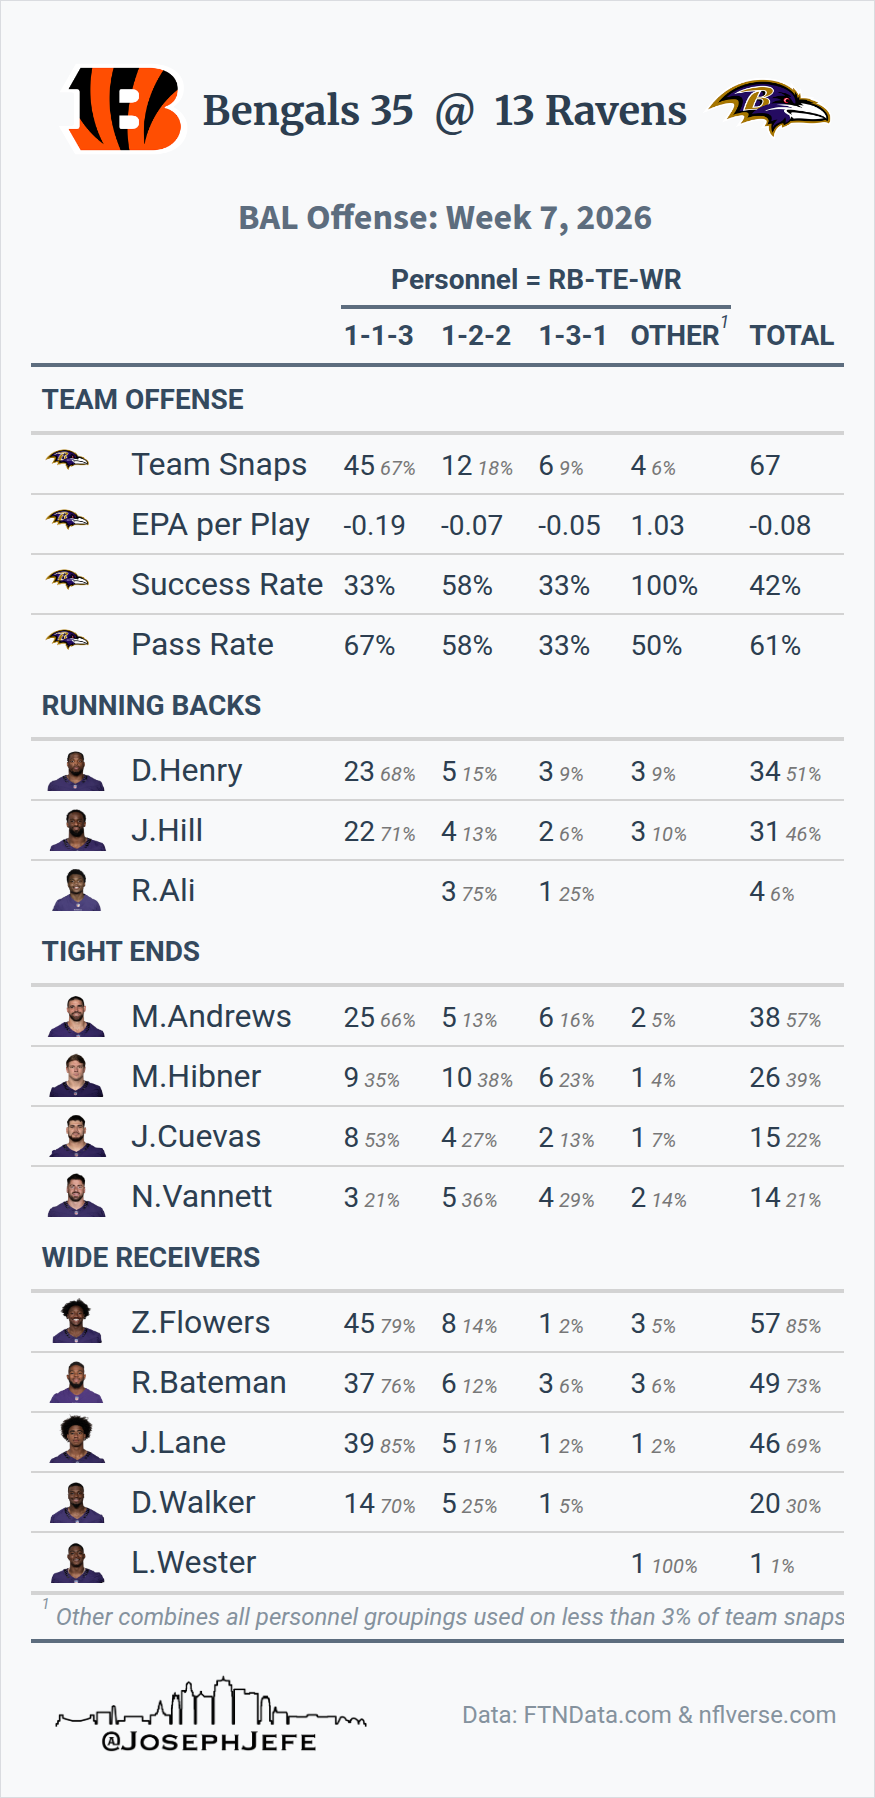 Bengals 35 @ 13 Ravens
BAL Offense: Week 7, 2026
Personnel = RB-TE-WR
1-1-3 1-2-2 1-3-1 OTHER 1 TOTAL
TEAM OFFENSE
Team Snaps 45 67% 12 18% 6 9% 4 6% 67
EPA per Play -0.19 -0.07 -0.05 1.03 -0.08
Success Rate 33% 58% 33% 100% 42%
Pass Rate 67% 58% 33% 50% 61%
RUNNING BACKS
D.Henry 23 68% 5 15% 3 9% 3 9% 34 51%
J.Hill 22 71% 4 13% 2 6% 3 10% 31 46%
R.Ali 3 75% 1 25% 4 6%
TIGHT ENDS
M.Andrews 25 66% 5 13% 6 16% 2 5% 38 57%
M.Hibner 9 35% 10 38% 6 23% 1 4% 26 39%
J.Cuevas 8 53% 4 27% 2 13% 1 7% 15 22%
N.Vannett 3 21% 5 36% 4 29% 2 14% 14 21%
WIDE RECEIVERS
Z.Flowers 45 79% 8 14% 1 2% 3 5% 57 85%
R.Bateman 37 76% 6 12% 3 6% 3 6% 49 73%
J.Lane 39 85% 5 11% 1 2% 1 2% 46 69%
D.Walker 14 70% 5 25% 1 5% 20 30%
L.Wester 1 100% 1 1%
1 Other combines all personnel groupings used on less than 3% of team snaps
@JosephJefe
Data: FTNData.com & nflverse.com